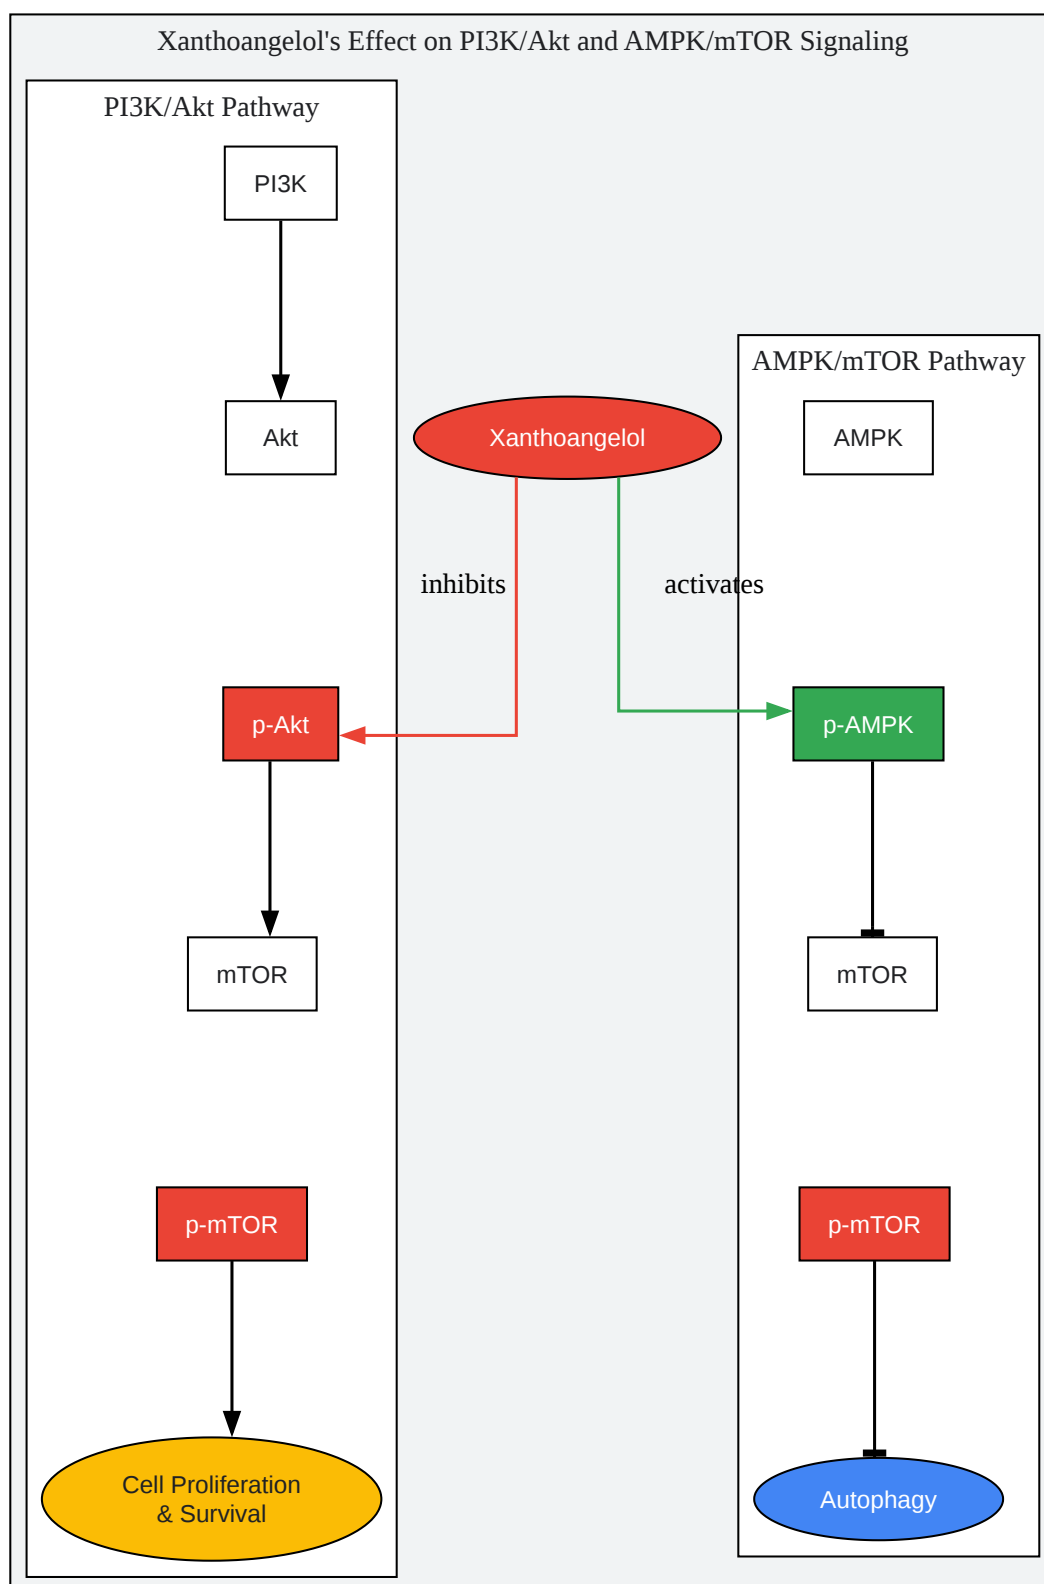 Xanthoangelol's Effect on PI3K/Akt and AMPK/mTOR Signaling
PI3K/Akt Pathway
PI3K
AMPK/mTOR Pathway
Akt
Xanthoangelol
AMPK
inhibits
activates
p-Akt
p-AMPK
mTOR
mTOR
p-mTOR
p-mTOR
Cell Proliferation
& Survival
Autophagy